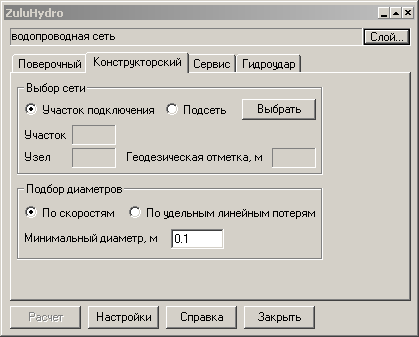 ZuluHydro
водопроводная сеть
Слой...
Поверочный Конструкторский Сервис Гидроудар
Выбор сети
Участок подключения Подсеть Выбрать
Участок
Узел Геодезическая отметка, м
Подбор диаметров
По скоростям По удельным линейным потерям
Минимальный диаметр, м 0.1
Расчет Настройки Справка Закрыть